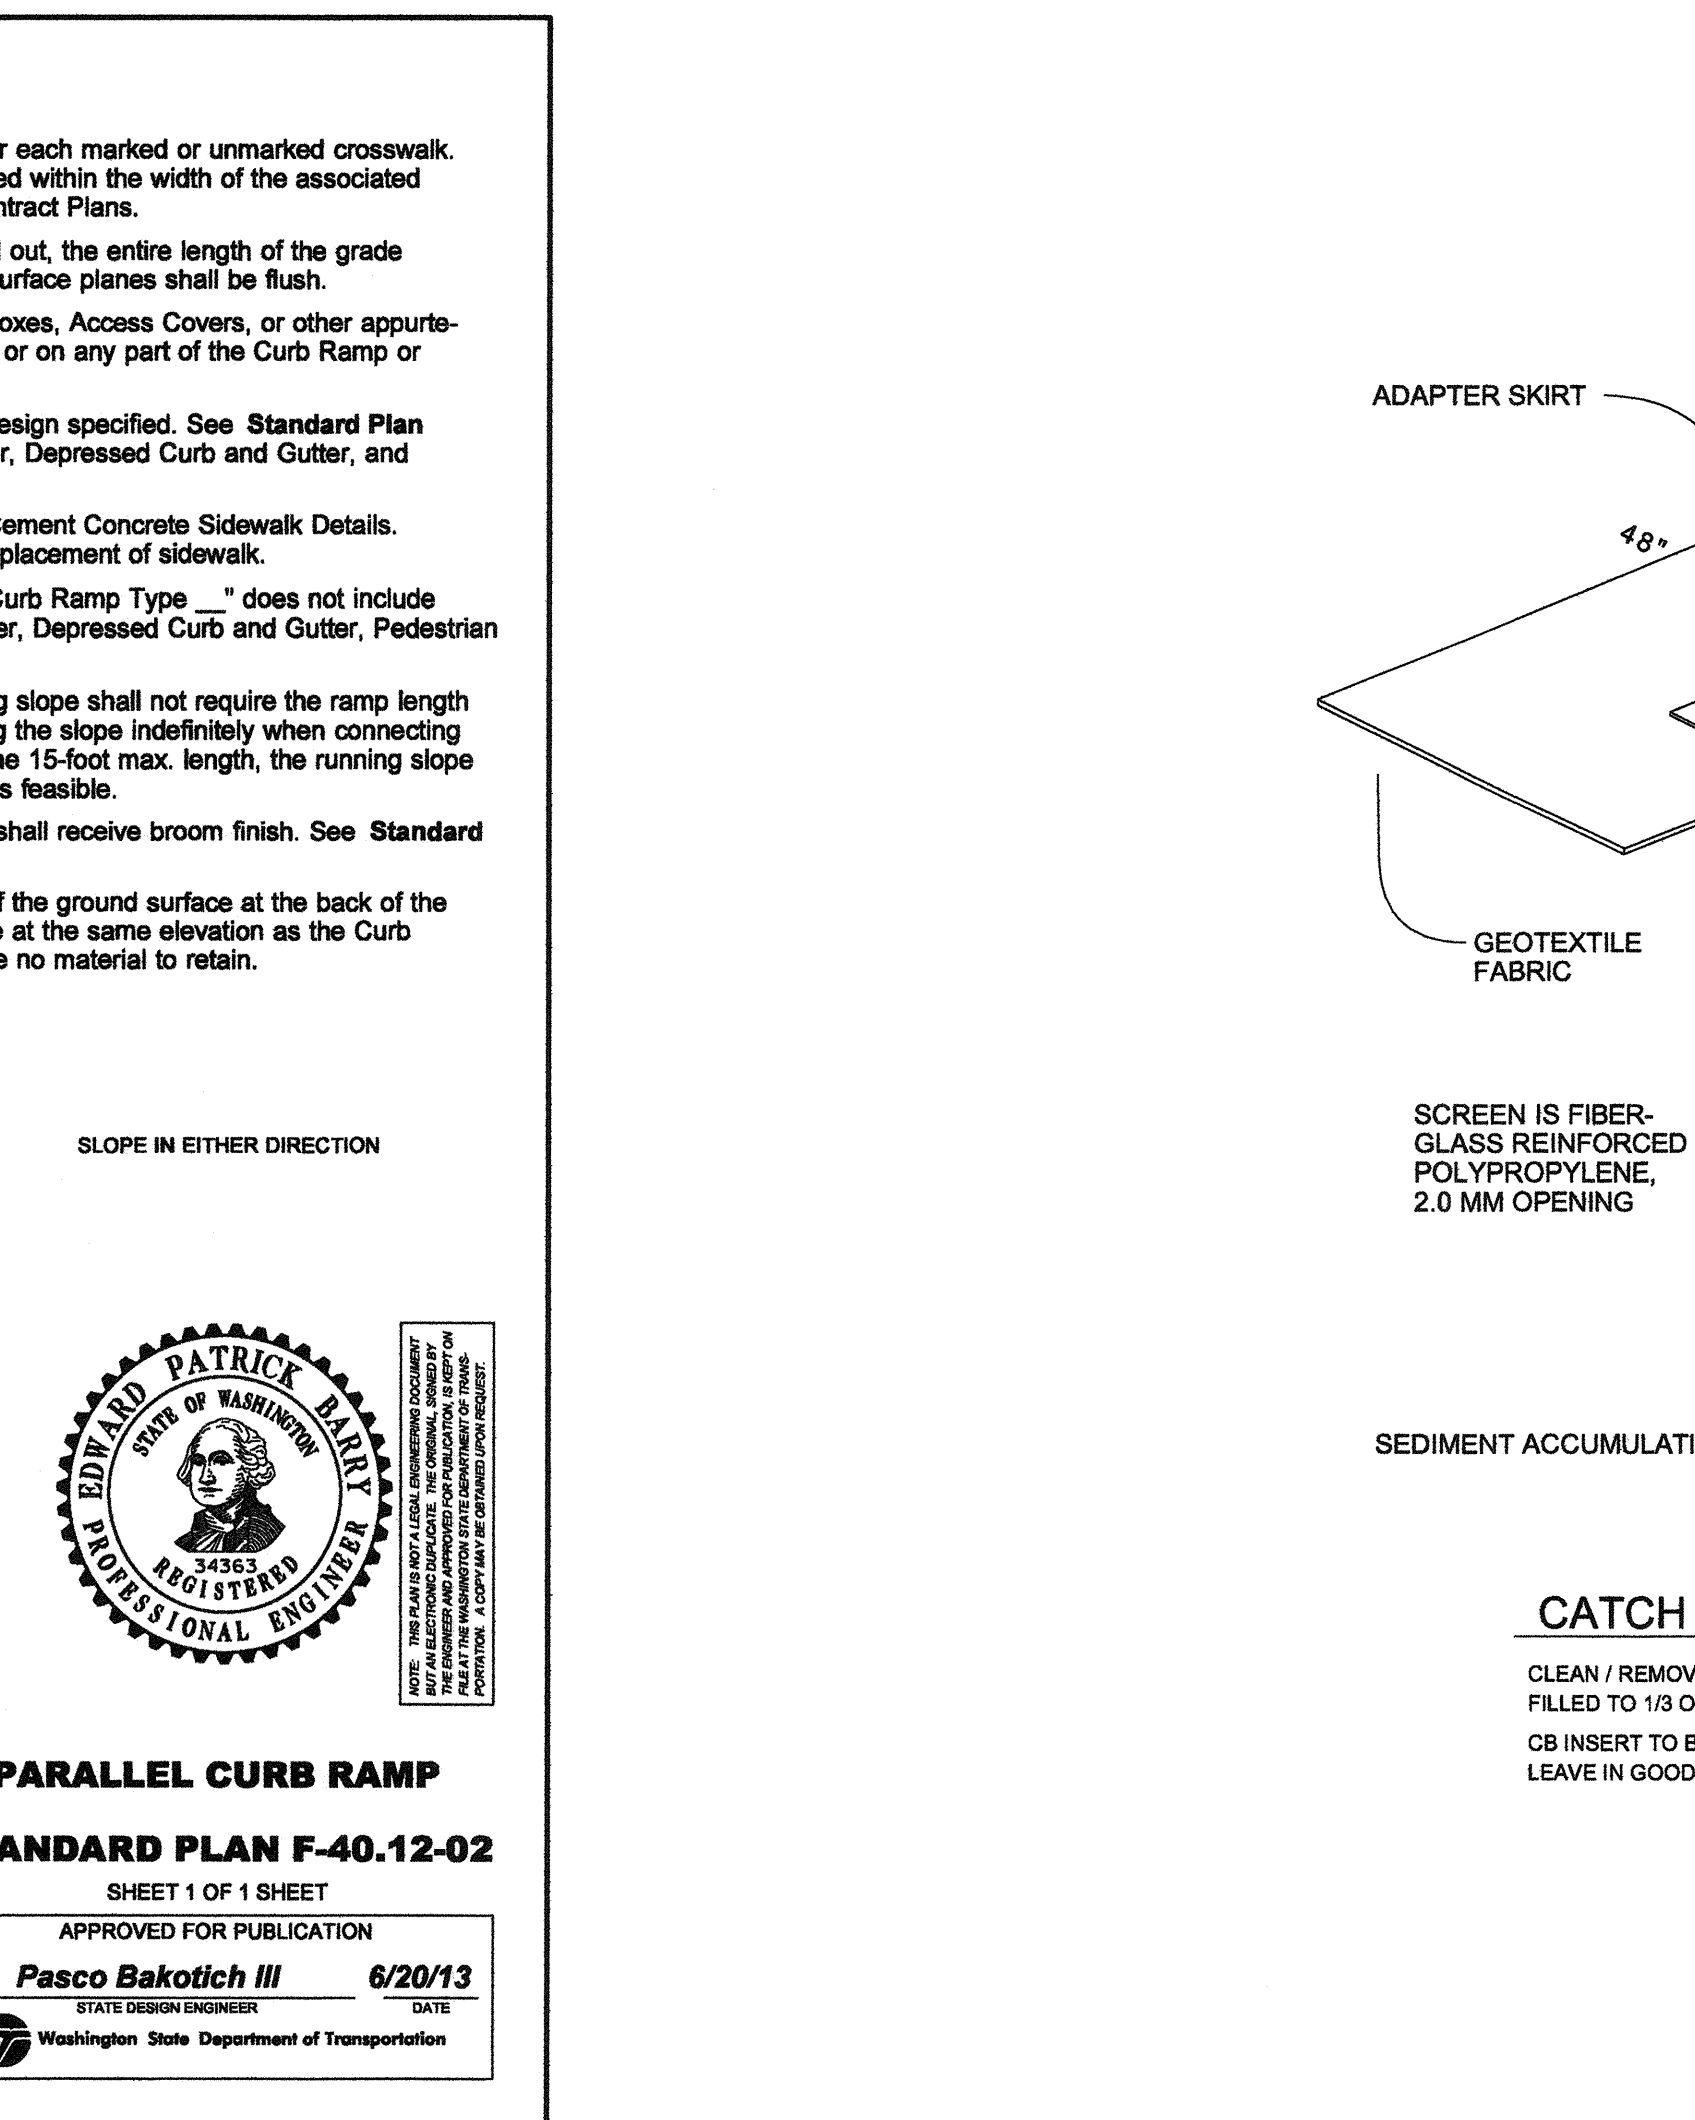 r each marked or unmarked crosswalk.
ed within the width of the associated
ntract Plans.
out, the entire length of the grade
urface planes shall be flush.
oxes, Access Covers, or other appurte-
or on any part of the Curb Ramp or
esign specified. See Standard Plan
r, Depressed Curb and Gutter, and
ement Concrete Sidewalk Details.
placement of sidewalk.
Curb Ramp Type __" does not include
er, Depressed Curb and Gutter, Pedestrian
g slope shall not require the ramp length
g the slope indefinitely when connecting
he 15-foot max. length, the running slope
s feasible.
shall receive broom finish. See Standard
f the ground surface at the back of the
e at the same elevation as the Curb
e no material to retain.
SLOPE IN EITHER DIRECTION
EDWARD PATRICK BARRY
STATE OF WASHINGTON
34363
REGISTERED
PROFESSIONAL ENGINEER
NOTE: THIS PLAN IS NOT A LEGAL ENGINEERING DOCUMENT
BUT AN ELECTRONIC DUPLICATE. THE ORIGINAL, SIGNED BY
THE ENGINEER AND APPROVED FOR PUBLICATION, IS KEPT ON
FILE AT THE WASHINGTON STATE DEPARTMENT OF TRANS-
PORTATION. A COPY MAY BE OBTAINED UPON REQUEST.
PARALLEL CURB RAMP
ANDARD PLAN F-40.12-02
SHEET 1 OF 1 SHEET
APPROVED FOR PUBLICATION
Pasco Bakotich III 6/20/13
STATE DESIGN ENGINEER DATE
Washington State Department of Transportation
ADAPTER SKIRT
48"
GEOTEXTILE
FABRIC
SCREEN IS FIBER-
GLASS REINFORCED
POLYPROPYLENE,
2.0 MM OPENING
SEDIMENT ACCUMULATI
CATCH
CLEAN / REMOV
FILLED TO 1/3 O
CB INSERT TO B
LEAVE IN GOOD